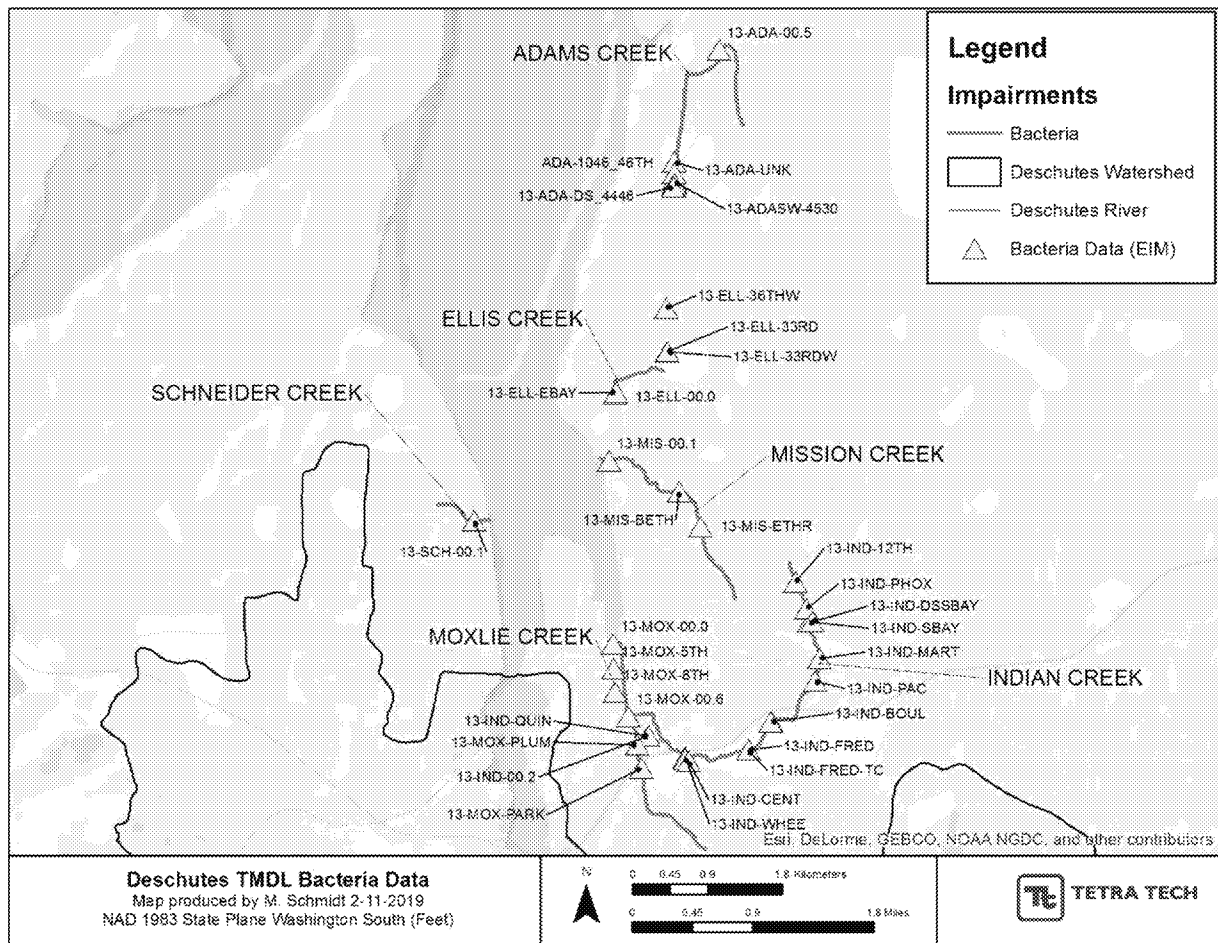 13-ADA-00.5
ADAMS CREEK
Legend
Impairments
Bacteria
Deschutes Watershed
Deschutes River
Bacteria Data (EIM)
ADA-1046_46TH
13-ADA-UNK
13-ADA-DS_4446
13-ADASW-4530
13-ELL-36THW
ELLIS CREEK
13-ELL-33RD
13-ELL-33RDW
SCHNEIDER CREEK
13-ELL-EBAY
13-ELL-00.0
13-MIS-00.1
MISSION CREEK
13-MIS-BETH
13-MIS-ETHR
13-SCH-00.1
13-IND-12TH
13-IND-PHOX
13-IND-DSSBAY
13-IND-SBAY
MOXLIE CREEK
13-MOX-00.0
13-MOX-5TH
13-IND-MART
13-MOX-8TH
INDIAN CREEK
13-IND-PAC
13-MOX-00.6
13-IND-QUIN
13-IND-BOUL
13-MOX-PLUM
13-IND-FRED
13-IND-00.2
13-IND-FRED-TC
13-MOX-PARK
13-IND-CENT
13-IND-WHEE
Esri, DeLorme, GEBCO, NOAA NGDC, and other contributors
Deschutes TMDL Bacteria Data
Map produced by M. Schmidt 2-11-2019
NAD 1983 State Plane Washington South (Feet)
N
0 0.45 0.9 1.8 Kilometers
0 0.45 0.9 1.8 Miles
Tt TETRA TECH